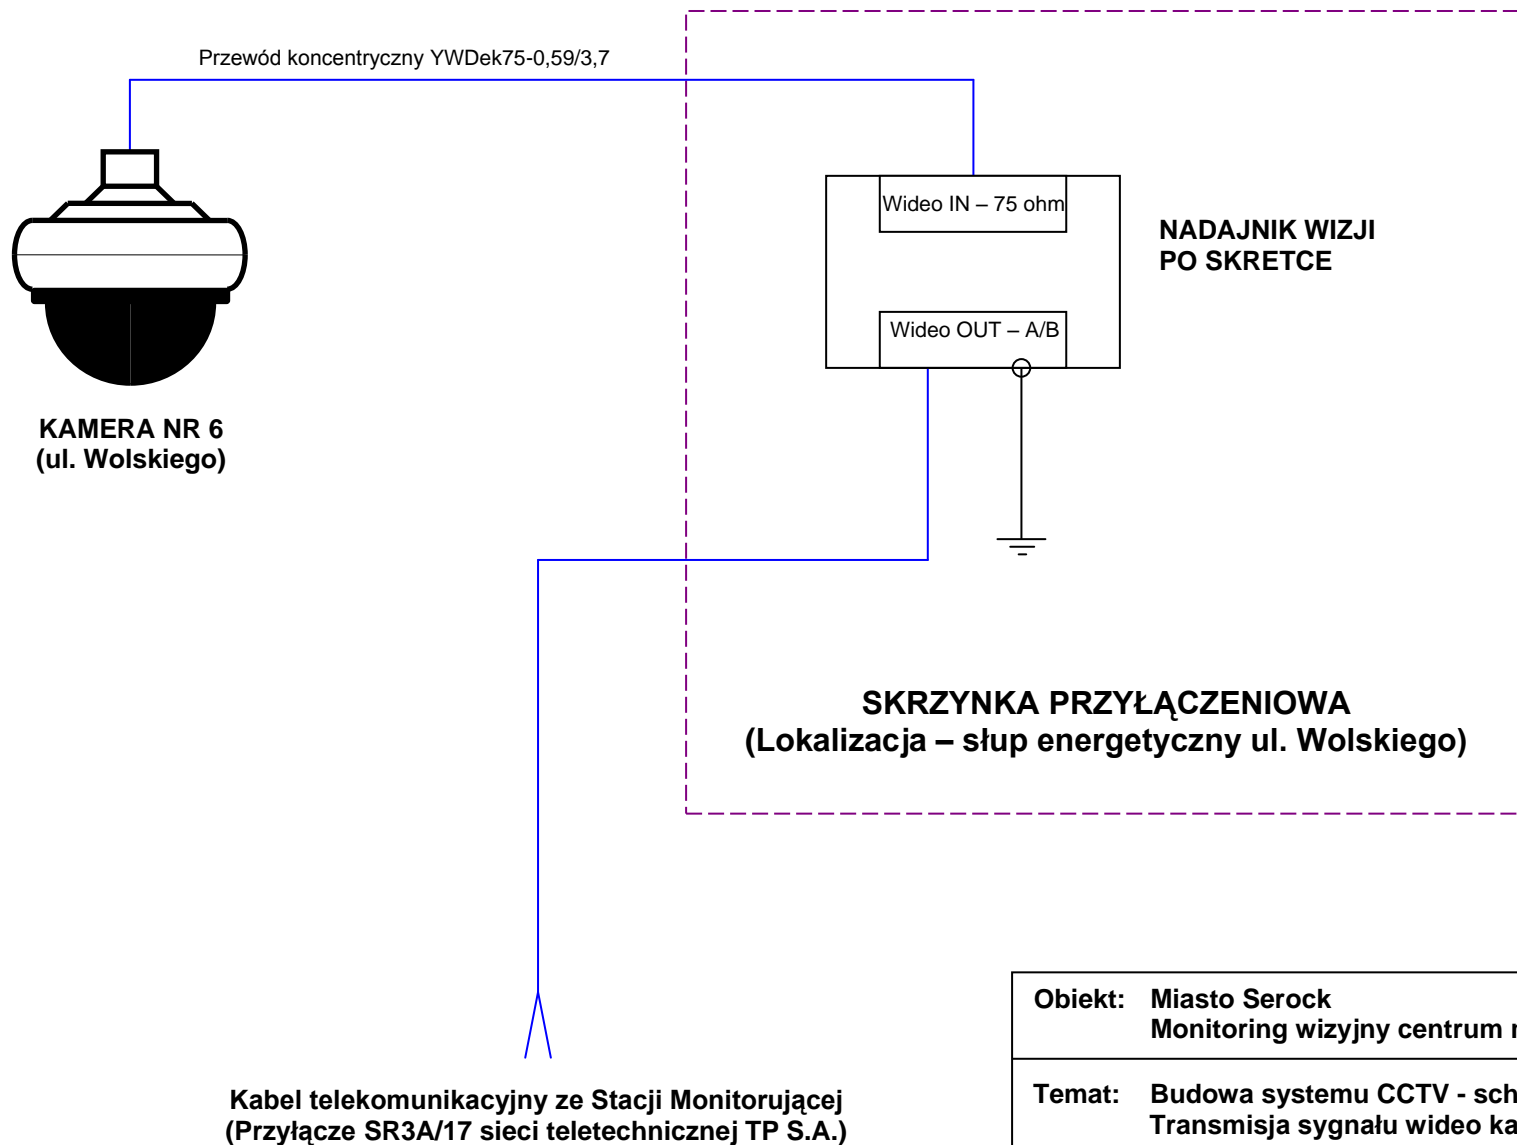 Przewód koncentryczny YWDek75-0,59/3,7
Wideo IN – 75 ohm
NADAJNIK WIZJI
PO SKRETCE
Wideo OUT – A/B
KAMERA NR 6
(ul. Wolskiego)
SKRZYNKA PRZYŁĄCZENIOWA
(Lokalizacja – słup energetyczny ul. Wolskiego)
Obiekt: Miasto Serock
Monitoring wizyjny centrum
Temat: Budowa systemu CCTV - sch
Transmisja sygnału wideo ka
Kabel telekomunikacyjny ze Stacji Monitorującej
(Przyłącze SR3A/17 sieci teletechnicznej TP S.A.)